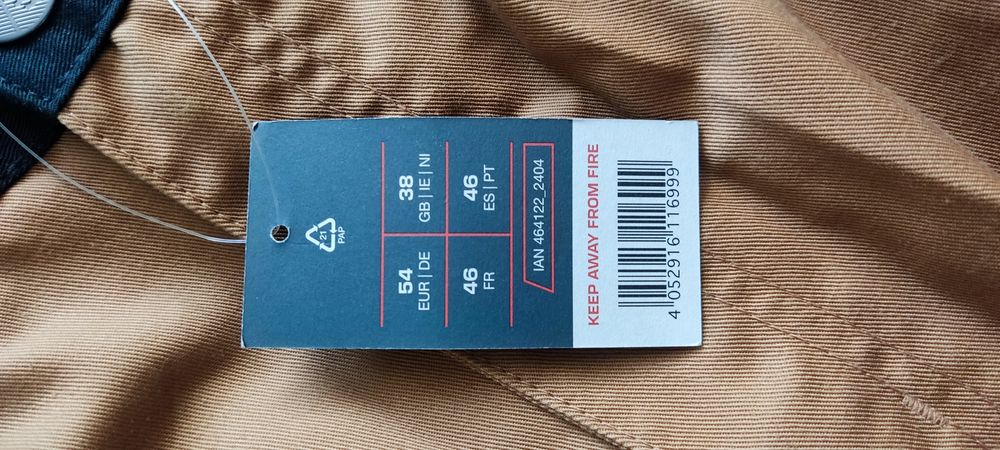 21
PAP
54
EUR | DE
38
GB | IE | NI
46
FR
46
ES | PT
IAN 464122_2404
KEEP AWAY FROM FIRE
4 052916 116999